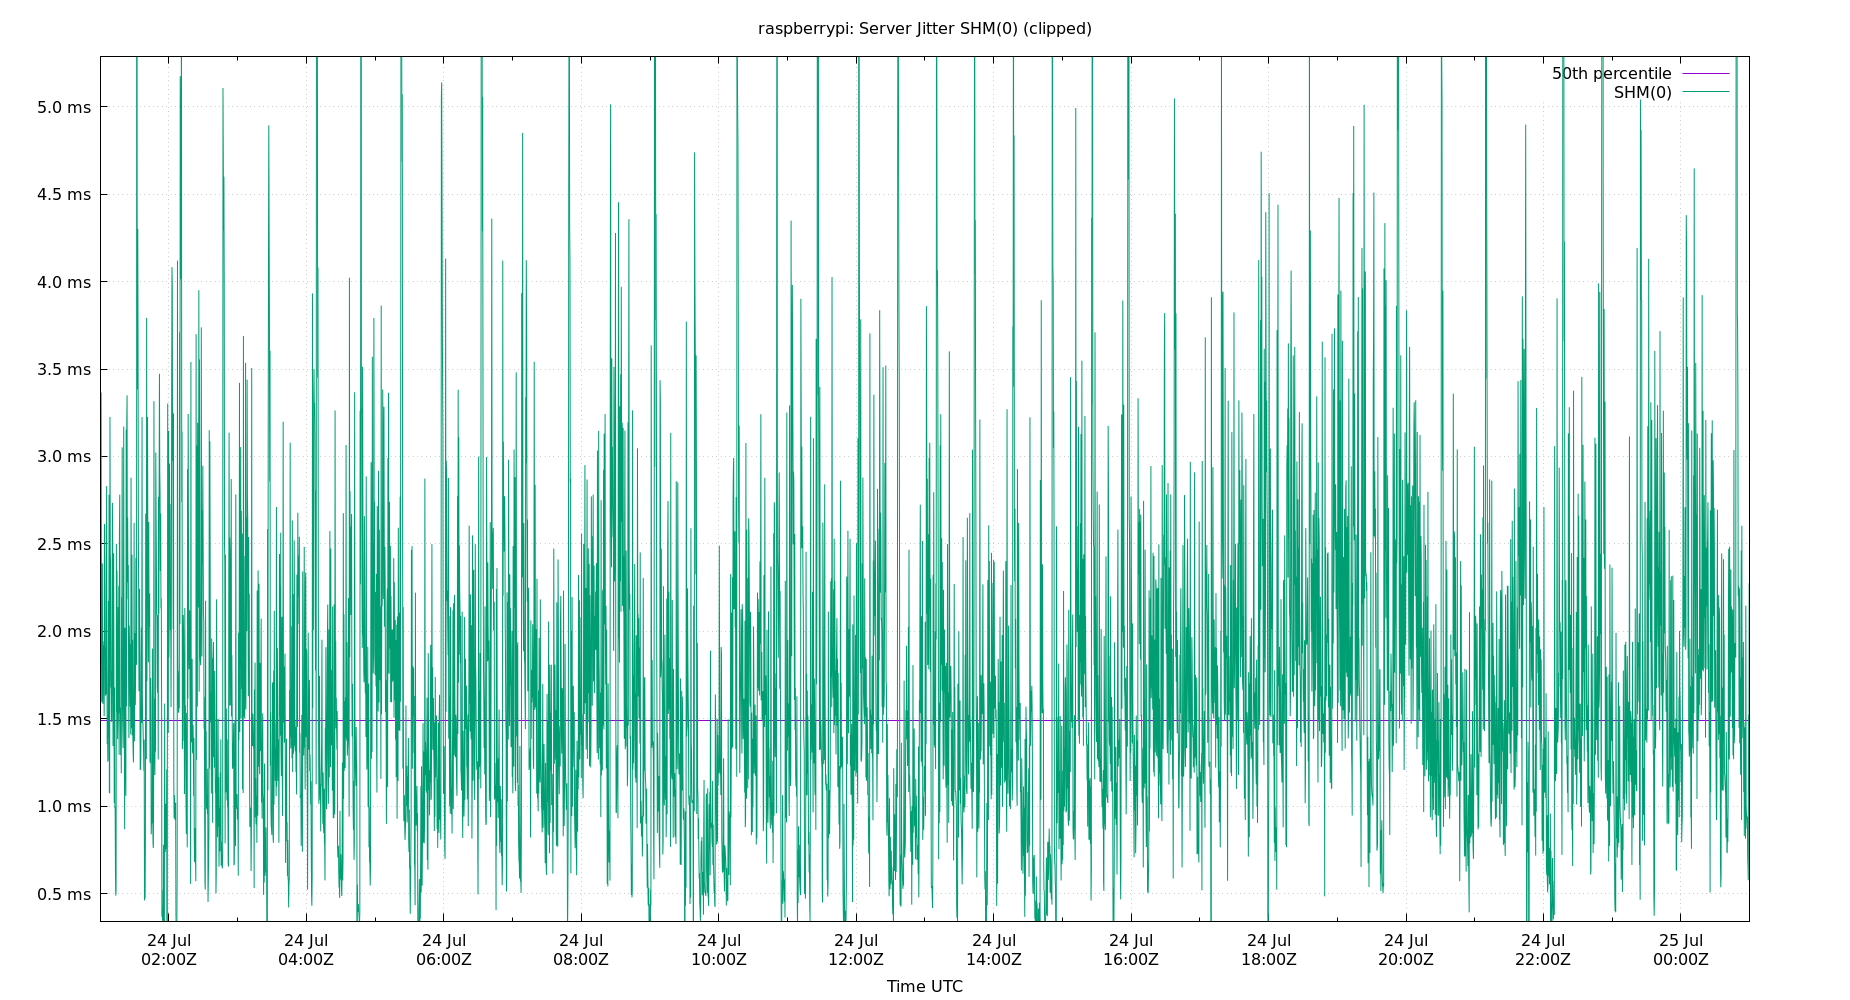 raspberrypi: Server Jitter SHM(0) (clipped)
50th percentile
SHM(0)
5.0 ms
4.5 ms
4.0 ms
3.5 ms
3.0 ms
2.5 ms
2.0 ms
1.5 ms
1.0 ms
0.5 ms
24 Jul 24 Jul 24 Jul 24 Jul 24 Jul 24 Jul 24 Jul 24 Jul 24 Jul 24 Jul 24 Jul 25 Jul
02:00Z 04:00Z 06:00Z 08:00Z 10:00Z 12:00Z 14:00Z 16:00Z 18:00Z 20:00Z 22:00Z 00:00Z
Time UTC